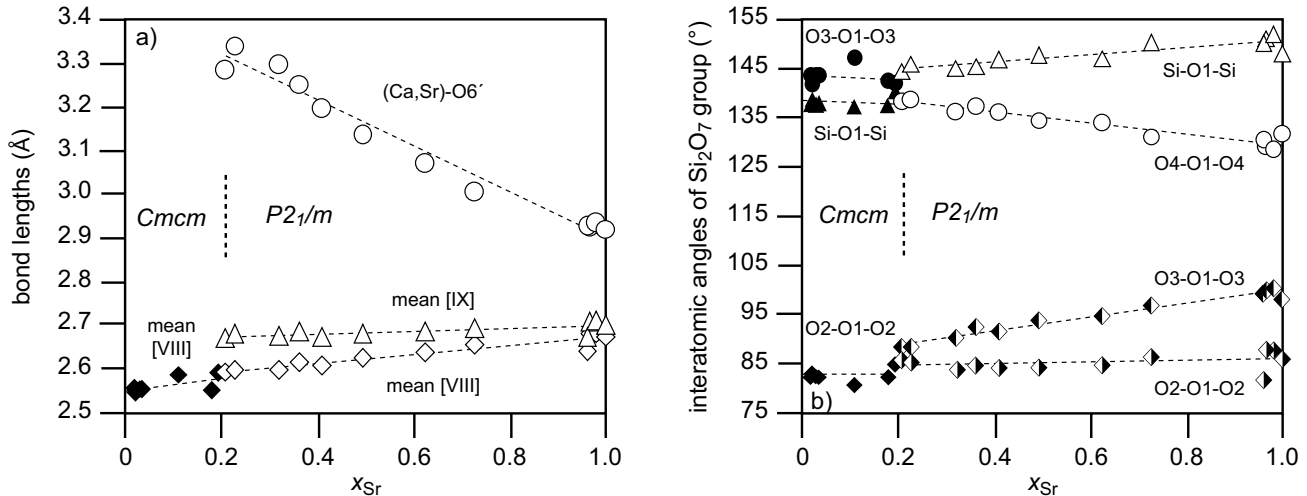 a)
3.4
3.3
3.2
3.1
3.0
2.9
2.8
2.7
2.6
2.5
bond lengths (Å)
(Ca,Sr)-O6´
Cmcm
P2₁/m
mean [IX]
mean
[VIII]
mean [VIII]
0
0.2
0.4
0.6
0.8
1.0
xSr
155
145
135
125
115
105
95
85
75
interatomic angles of Si₂O₇ group (°)
O3-O1-O3
Si-O1-Si
Si-O1-Si
O4-O1-O4
Cmcm
P2₁/m
O3-O1-O3
O2-O1-O2
O2-O1-O2
b)
0
0.2
0.4
0.6
0.8
1.0
xSr